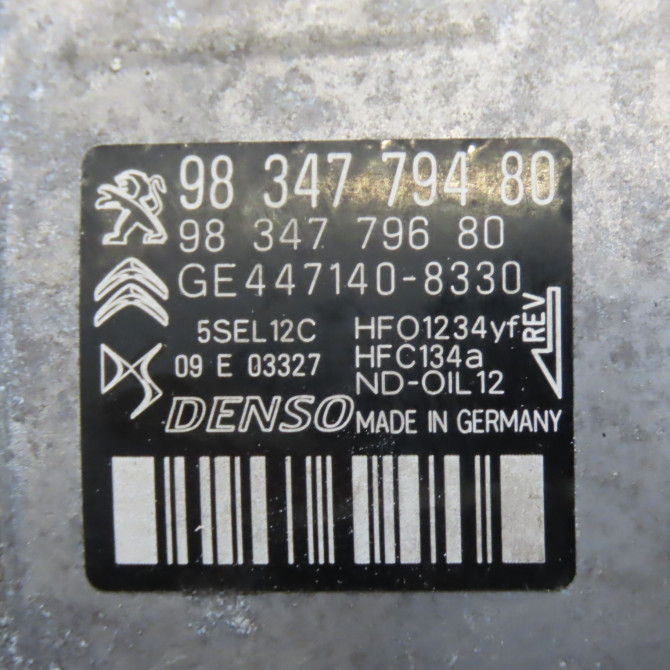 98 347 794 80
98 347 796 80
GE447140-8330
5SEL12C HFO1234yf
09 E 03327 HFC134a
ND-OIL12
REV
DENSO MADE IN GERMANY